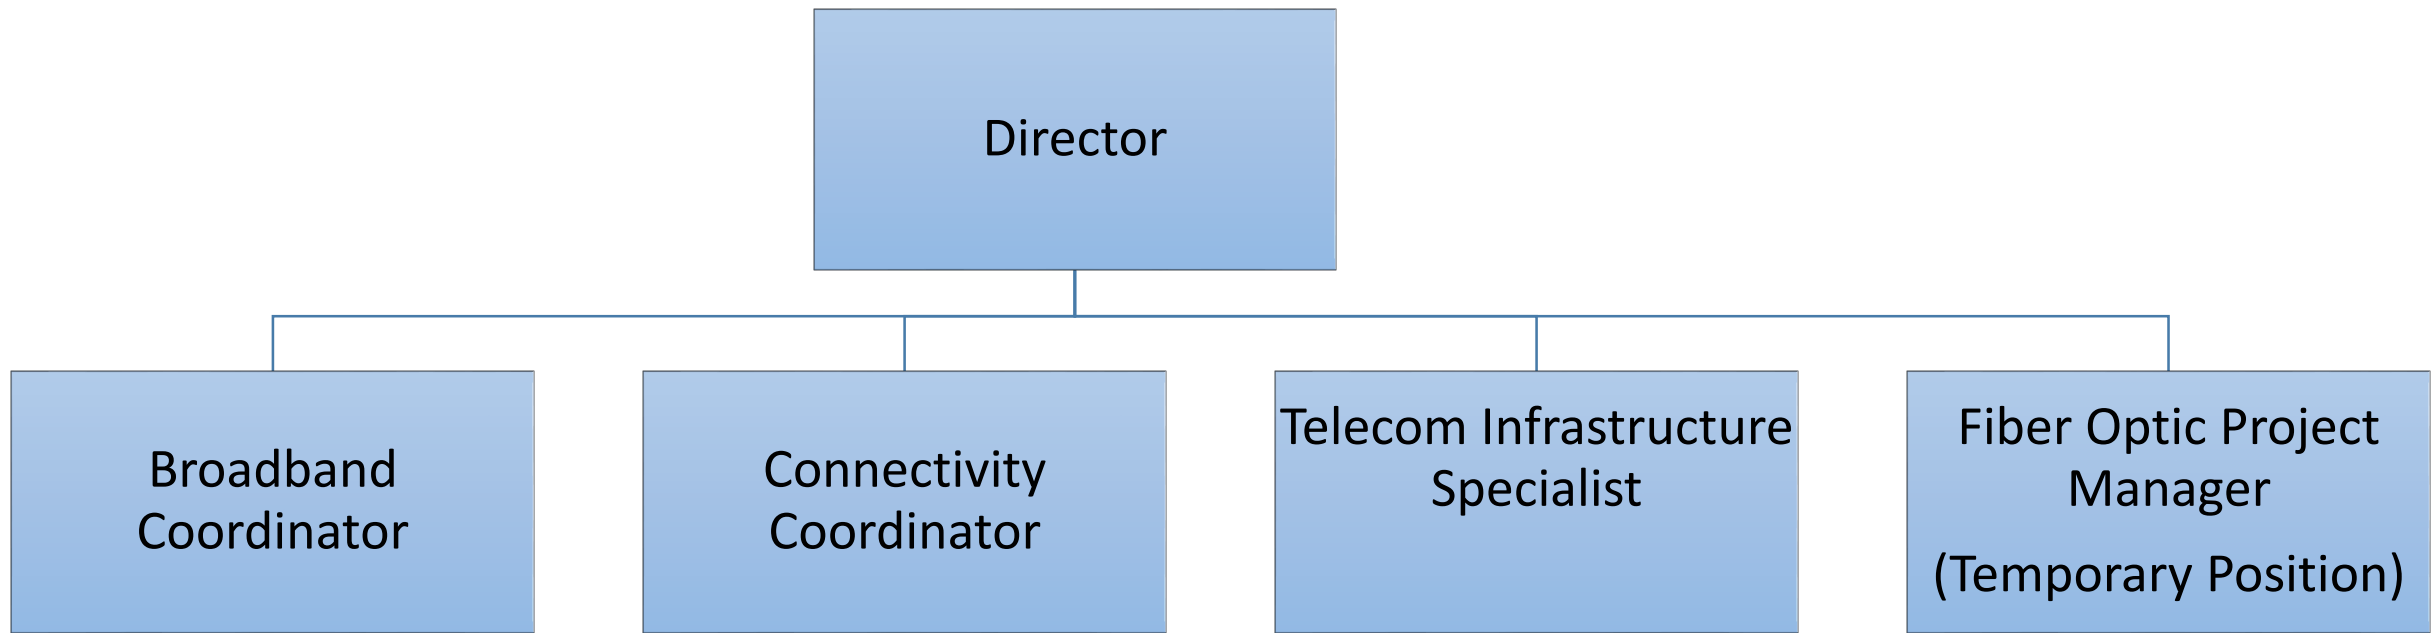 Director
Broadband
Coordinator
Connectivity
Coordinator
Telecom Infrastructure
Specialist
Fiber Optic Project
Manager
(Temporary Position)